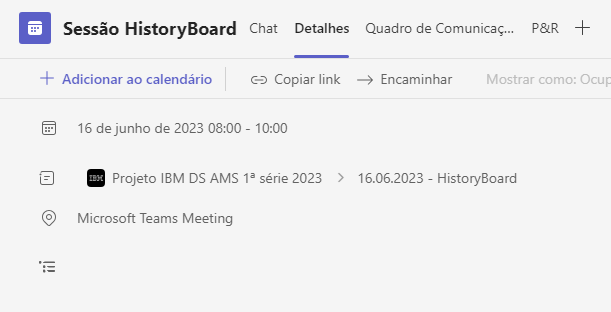 Sessão HistoryBoard Chat Detalhes Quadro de Comunicaç... P&R
Adicionar ao calendário Copiar link Encaminhar Mostrar como: Ocup
16 de junho de 2023 08:00 - 10:00
IBM Projeto IBM DS AMS 1ª série 2023 > 16.06.2023 - HistoryBoard
Microsoft Teams Meeting